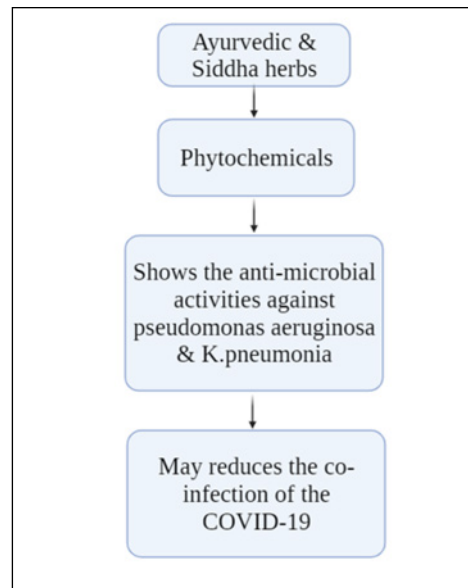 Ayurvedic &
Siddha herbs
Phytochemicals
Shows the anti-microbial
activities against
pseudomonas aeruginosa
& K.pneumonia
May reduces the co-
infection of the
COVID-19